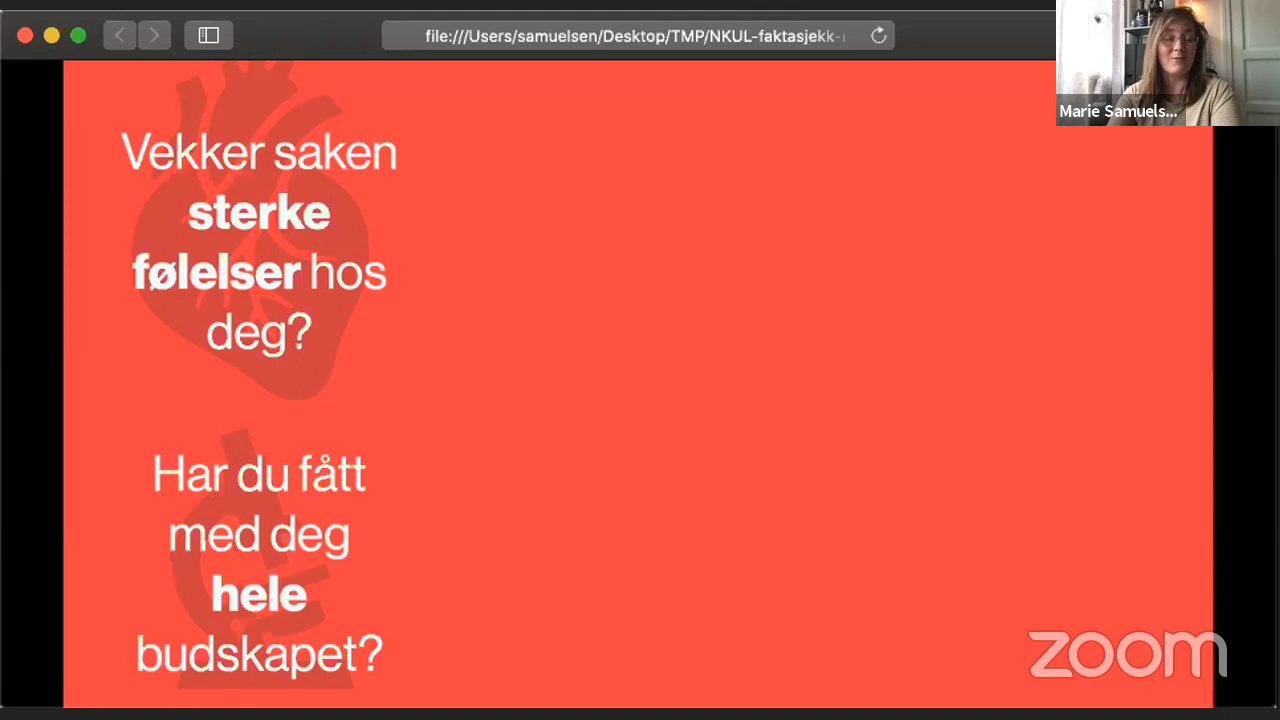 file:///Users/samuelsen/Desktop/TMP/NKUL-faktasjekk-
Marie Samuels...
Vekker saken
sterke
følelser hos
deg?
Har du fått
med deg
hele
budskapet?
zoom